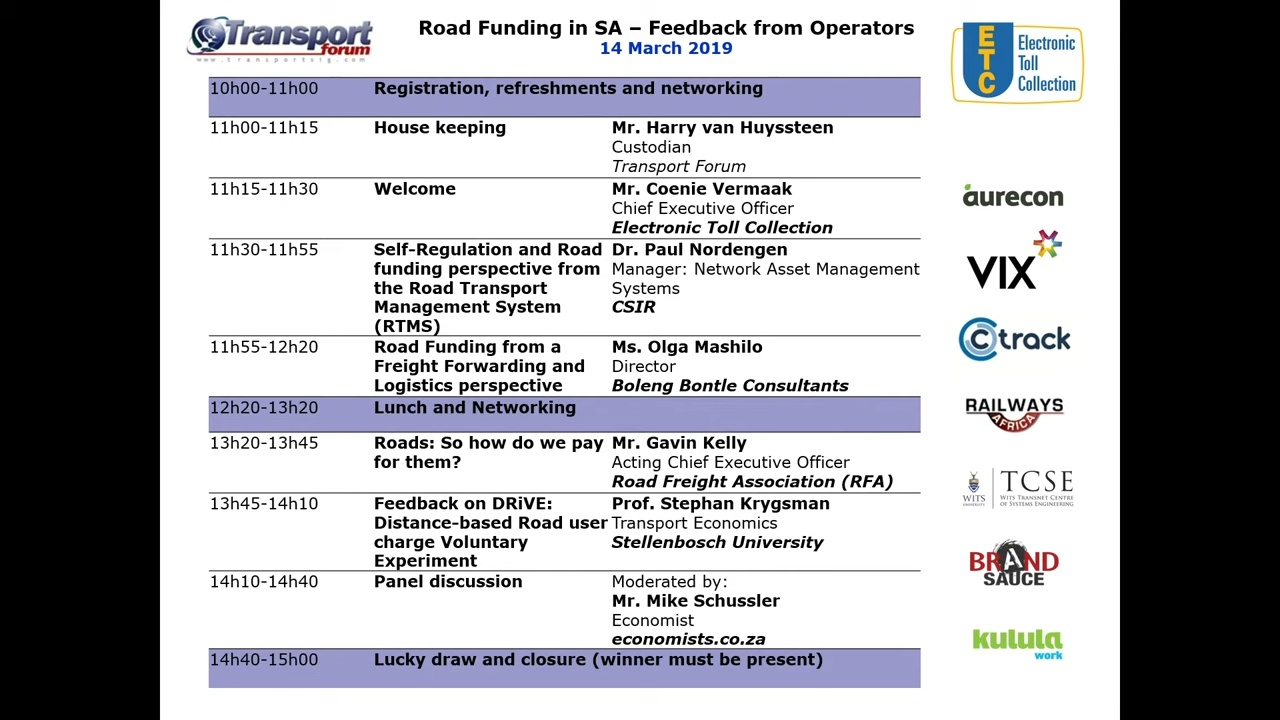 Transport
forum
www.transportsig.com
Road Funding in SA – Feedback from Operators
14 March 2019
ETC
Electronic
Toll
Collection
10h00-11h00 Registration, refreshments and networking
11h00-11h15 House keeping Mr. Harry van Huyssteen
Custodian
Transport Forum
11h15-11h30 Welcome Mr. Coenie Vermaak
Chief Executive Officer
Electronic Toll Collection
11h30-11h55 Self-Regulation and Road Dr. Paul Nordengen
funding perspective from Manager: Network Asset Management
the Road Transport Systems
Management System CSIR
(RTMS)
11h55-12h20 Road Funding from a Ms. Olga Mashilo
Freight Forwarding and Director
Logistics perspective Boleng Bontle Consultants
12h20-13h20 Lunch and Networking
13h20-13h45 Roads: So how do we pay Mr. Gavin Kelly
for them? Acting Chief Executive Officer
Road Freight Association (RFA)
13h45-14h10 Feedback on DRiVE: Prof. Stephan Krygsman
Distance-based Road user Transport Economics
charge Voluntary Stellenbosch University
Experiment
14h10-14h40 Panel discussion Moderated by:
Mr. Mike Schussler
Economist
economists.co.za
14h40-15h00 Lucky draw and closure (winner must be present)
aurecon
VIX
Ctrack
RAILWAYS
AFRICA
WITS
UNIVERSITY
TCSE
WITS TRANSNET CENTRE
OF SYSTEMS ENGINEERING
BRAND
SAUCE
kulula
work